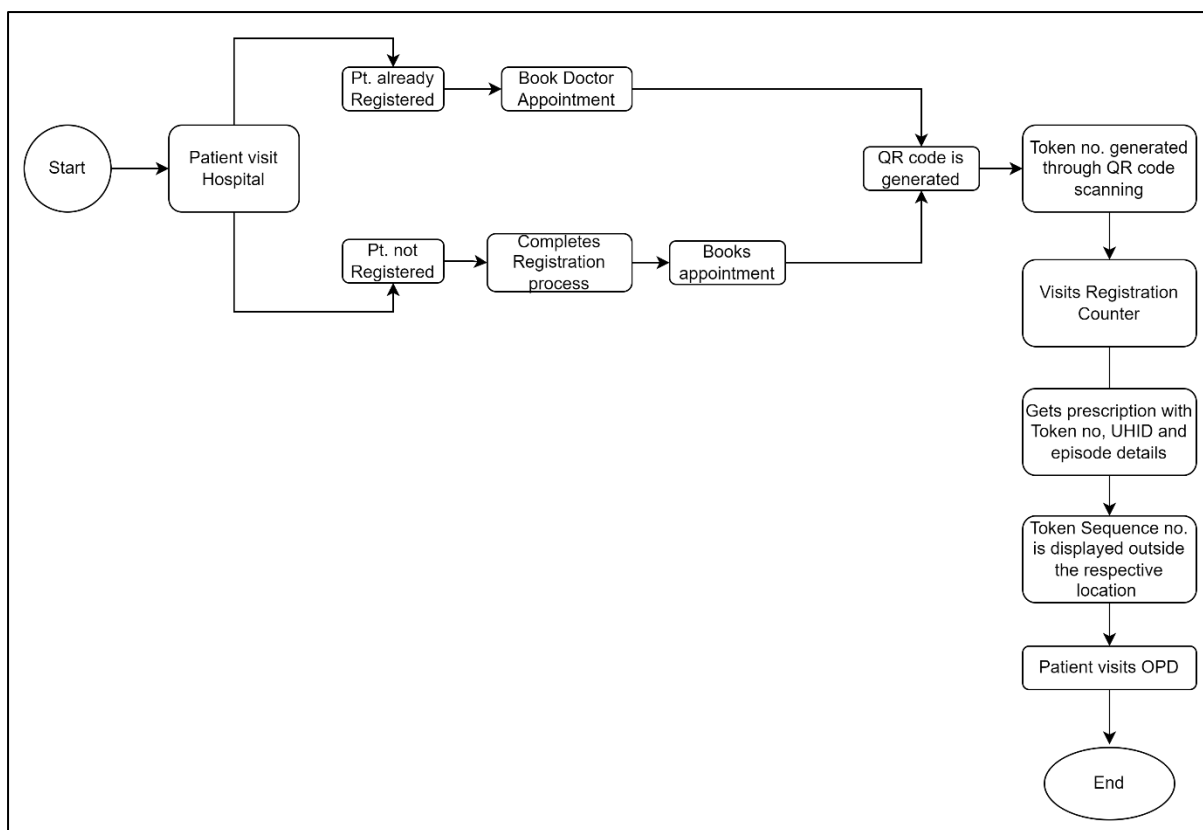 Start
Patient visit
Hospital
Pt. already
Registered
Book Doctor
Appointment
Pt. not
Registered
Completes
Registration
process
Books
appointment
QR code is
generated
Token no. generated
through QR code
scanning
Visits Registration
Counter
Gets prescription with
Token no, UHID and
episode details
Token Sequence no.
is displayed outside
the respective
location
Patient visits OPD
End